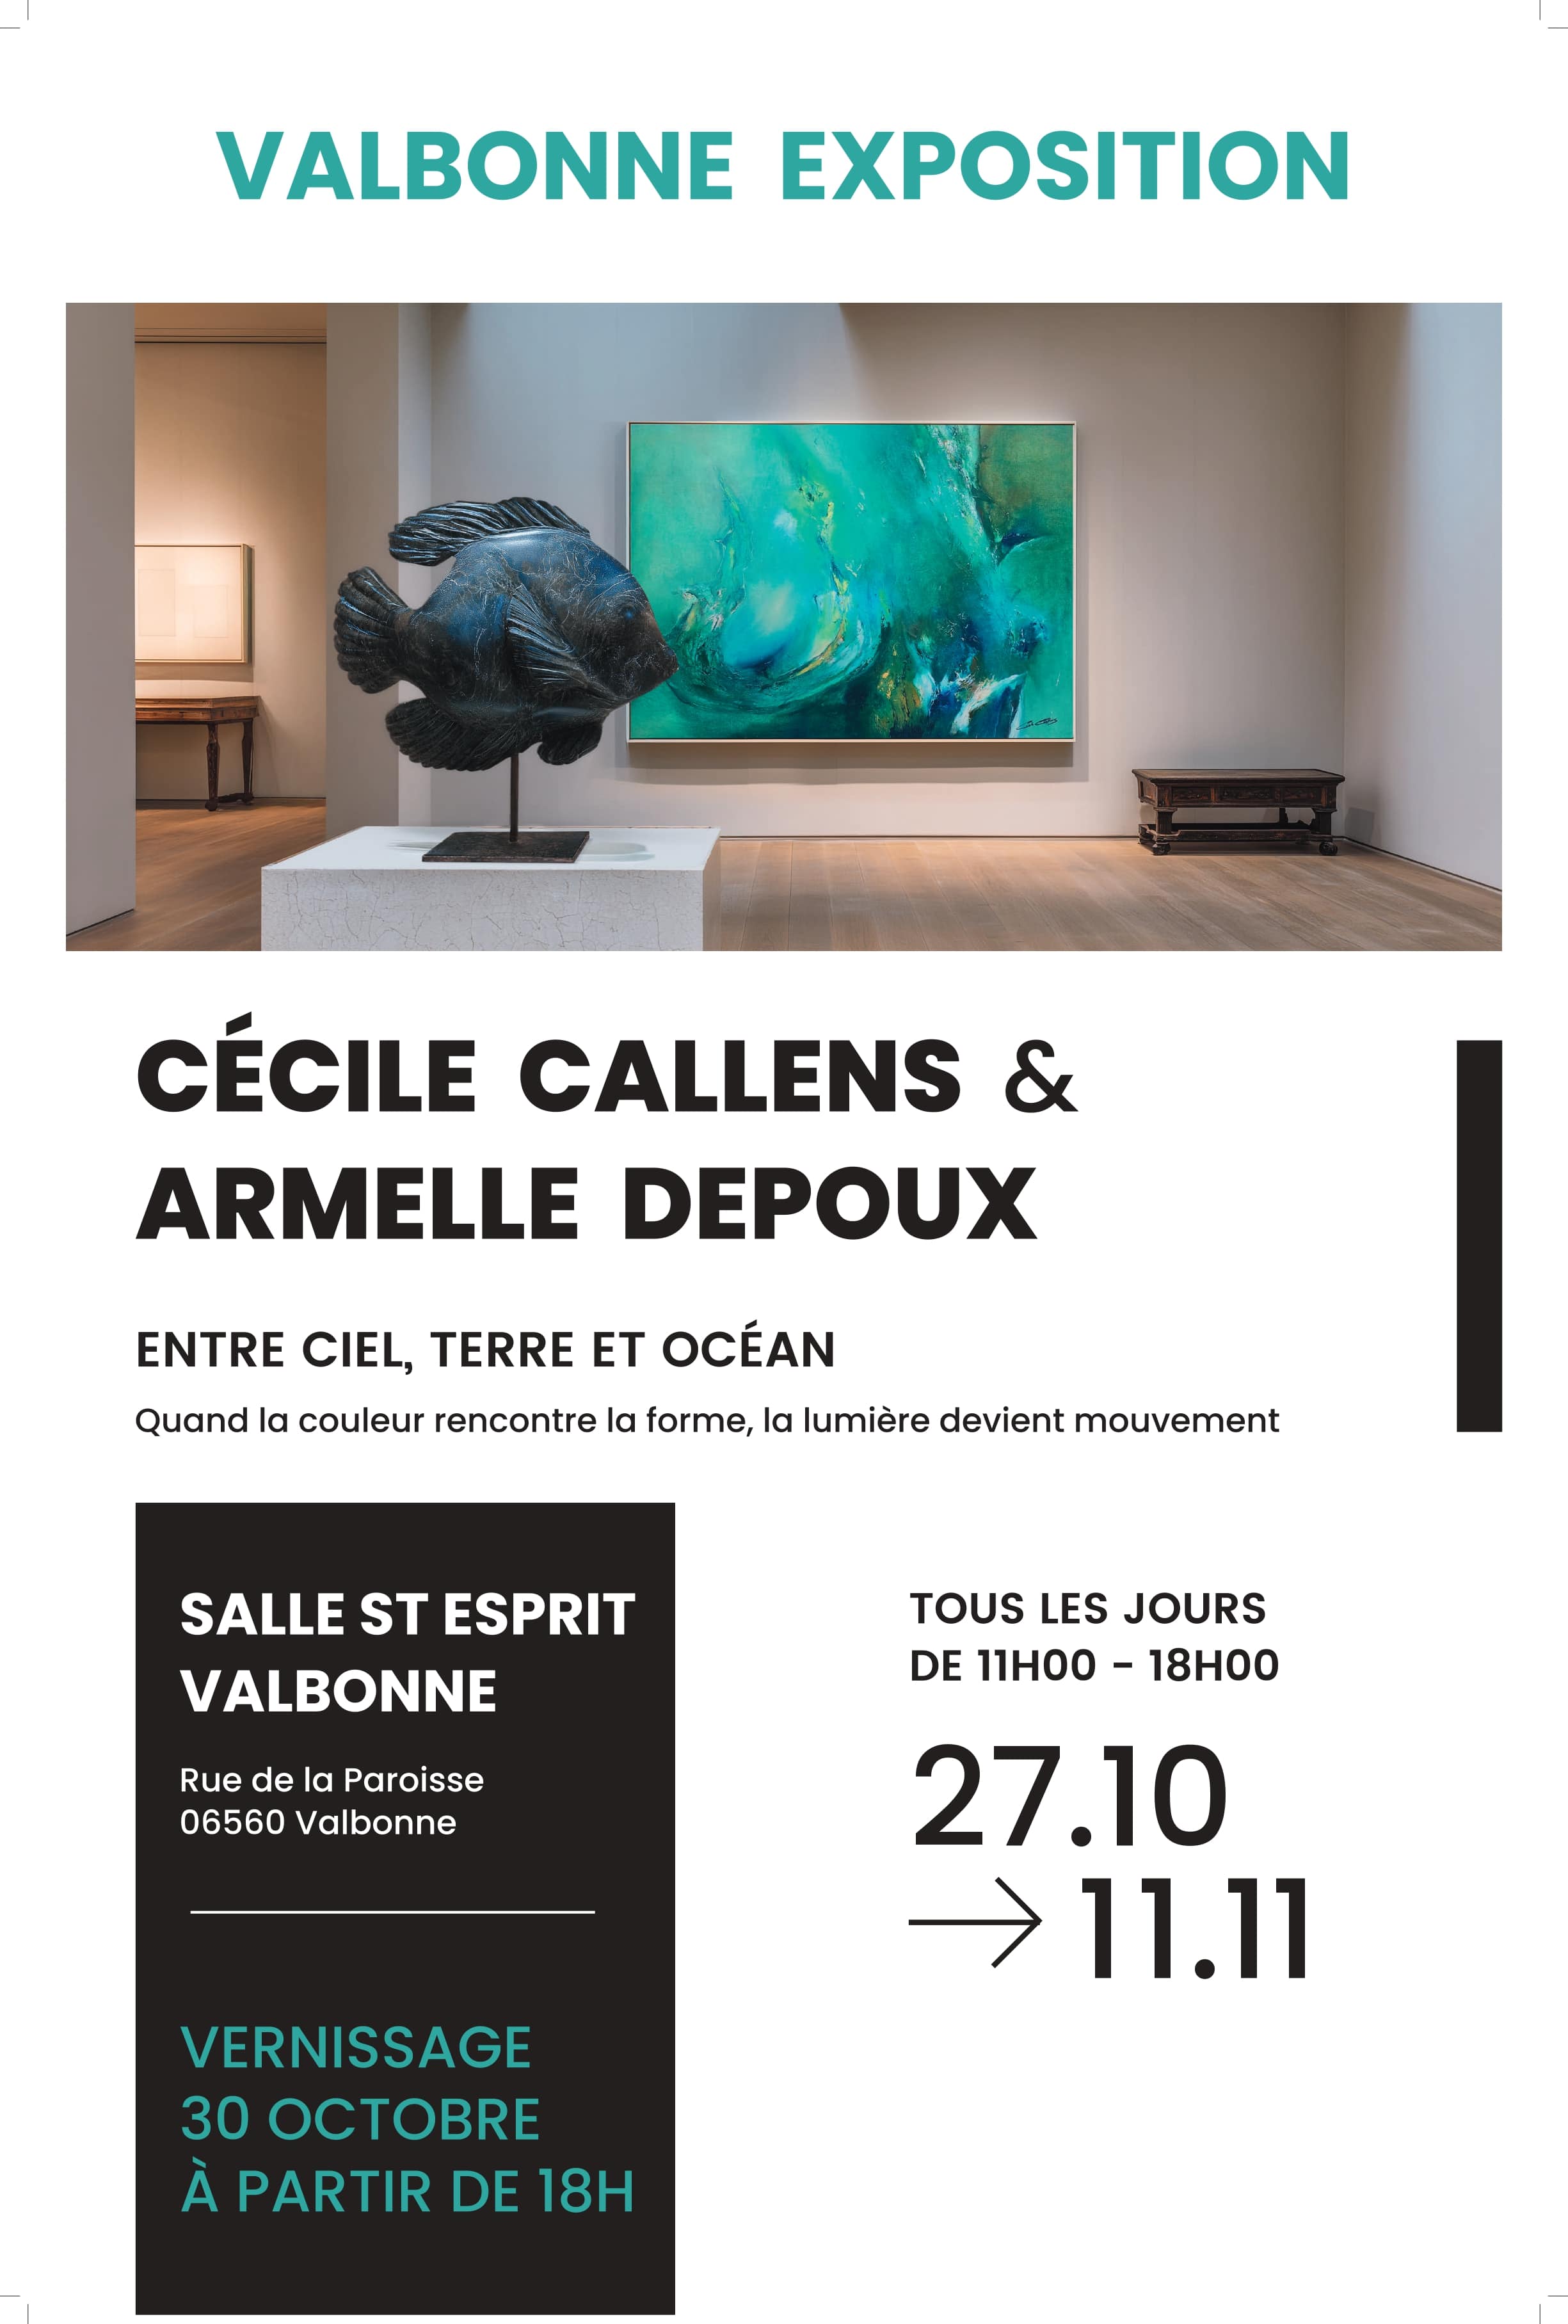 VALBONNE EXPOSITION
CÉCILE CALLENS &
ARMELLE DEPOUX
ENTRE CIEL, TERRE ET OCÉAN
Quand la couleur rencontre la forme, la lumière devient mouvement
SALLE ST ESPRIT
VALBONNE
Rue de la Paroisse
06560 Valbonne
VERNISSAGE
30 OCTOBRE
À PARTIR DE 18H
TOUS LES JOURS
DE 11H00 - 18H00
27.10
→ 11.11